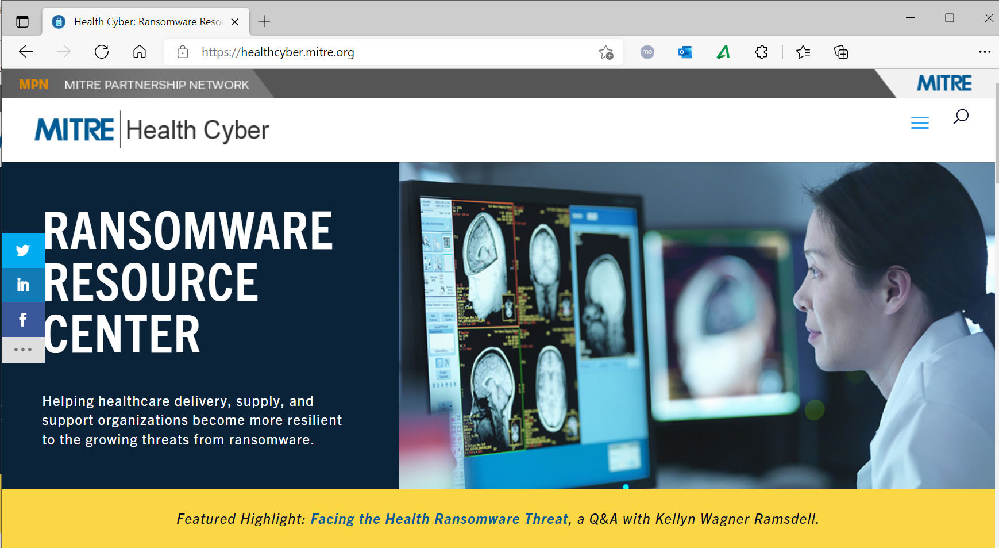 Health Cyber: Ransomware Reso
https://healthcyber.mitre.org
me
MPN MITRE PARTNERSHIP NETWORK
MITRE
MITRE Health Cyber
RANSOMWARE
RESOURCE
CENTER
in
f
Helping healthcare delivery, supply, and
support organizations become more resilient
to the growing threats from ransomware.
Featured Highlight: Facing the Health Ransomware Threat, a Q&A with Kellyn Wagner Ramsdell.